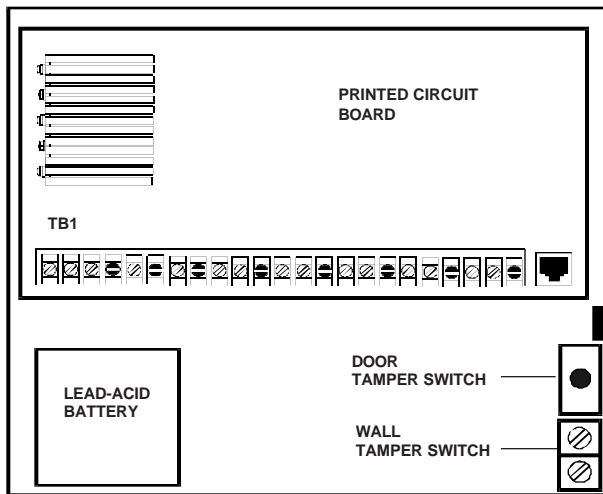 PRINTED CIRCUIT
BOARD
TB1
LEAD-ACID
BATTERY
DOOR
TAMPER SWITCH
WALL
TAMPER SWITCH